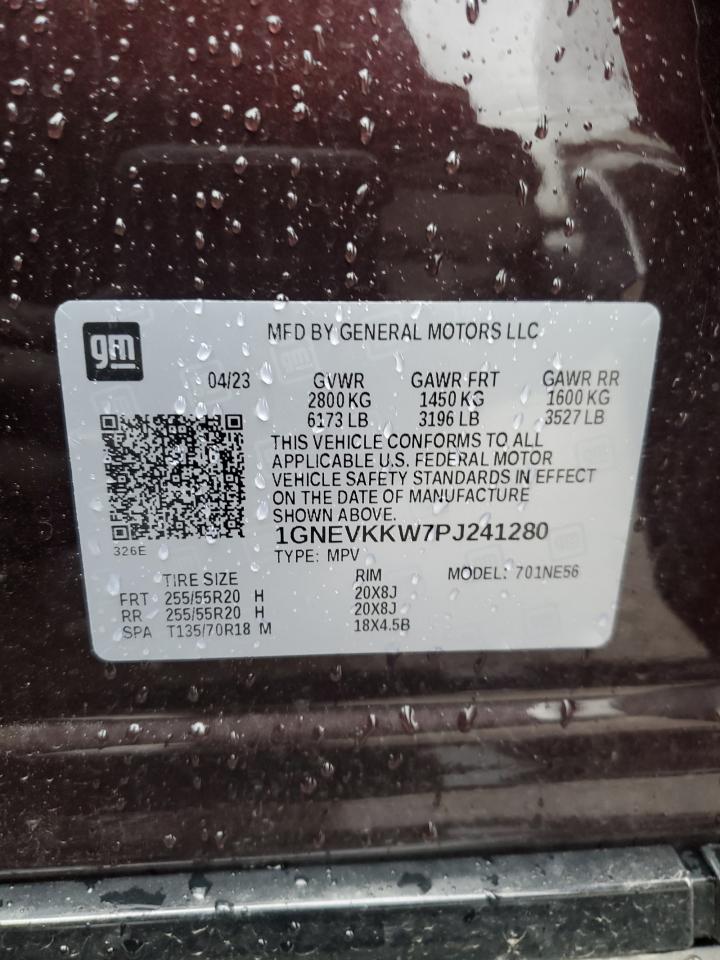 gm
MFD BY GENERAL MOTORS LLC
04/23 GVWR GAWR FRT GAWR RR
2800 KG 1450 KG 1600 KG
6173 LB 3196 LB 3527 LB
THIS VEHICLE CONFORMS TO ALL
APPLICABLE U.S. FEDERAL MOTOR
VEHICLE SAFETY STANDARDS IN EFFECT
ON THE DATE OF MANUFACTURE
SHOWN ABOVE.
1GNEVKKW7PJ241280
326E
TYPE: MPV
TIRE SIZE RIM MODEL: 701NE56
FRT 255/55R20 H 20X8J
RR 255/55R20 H 20X8J
SPA T135/70R18 M 18X4.5B